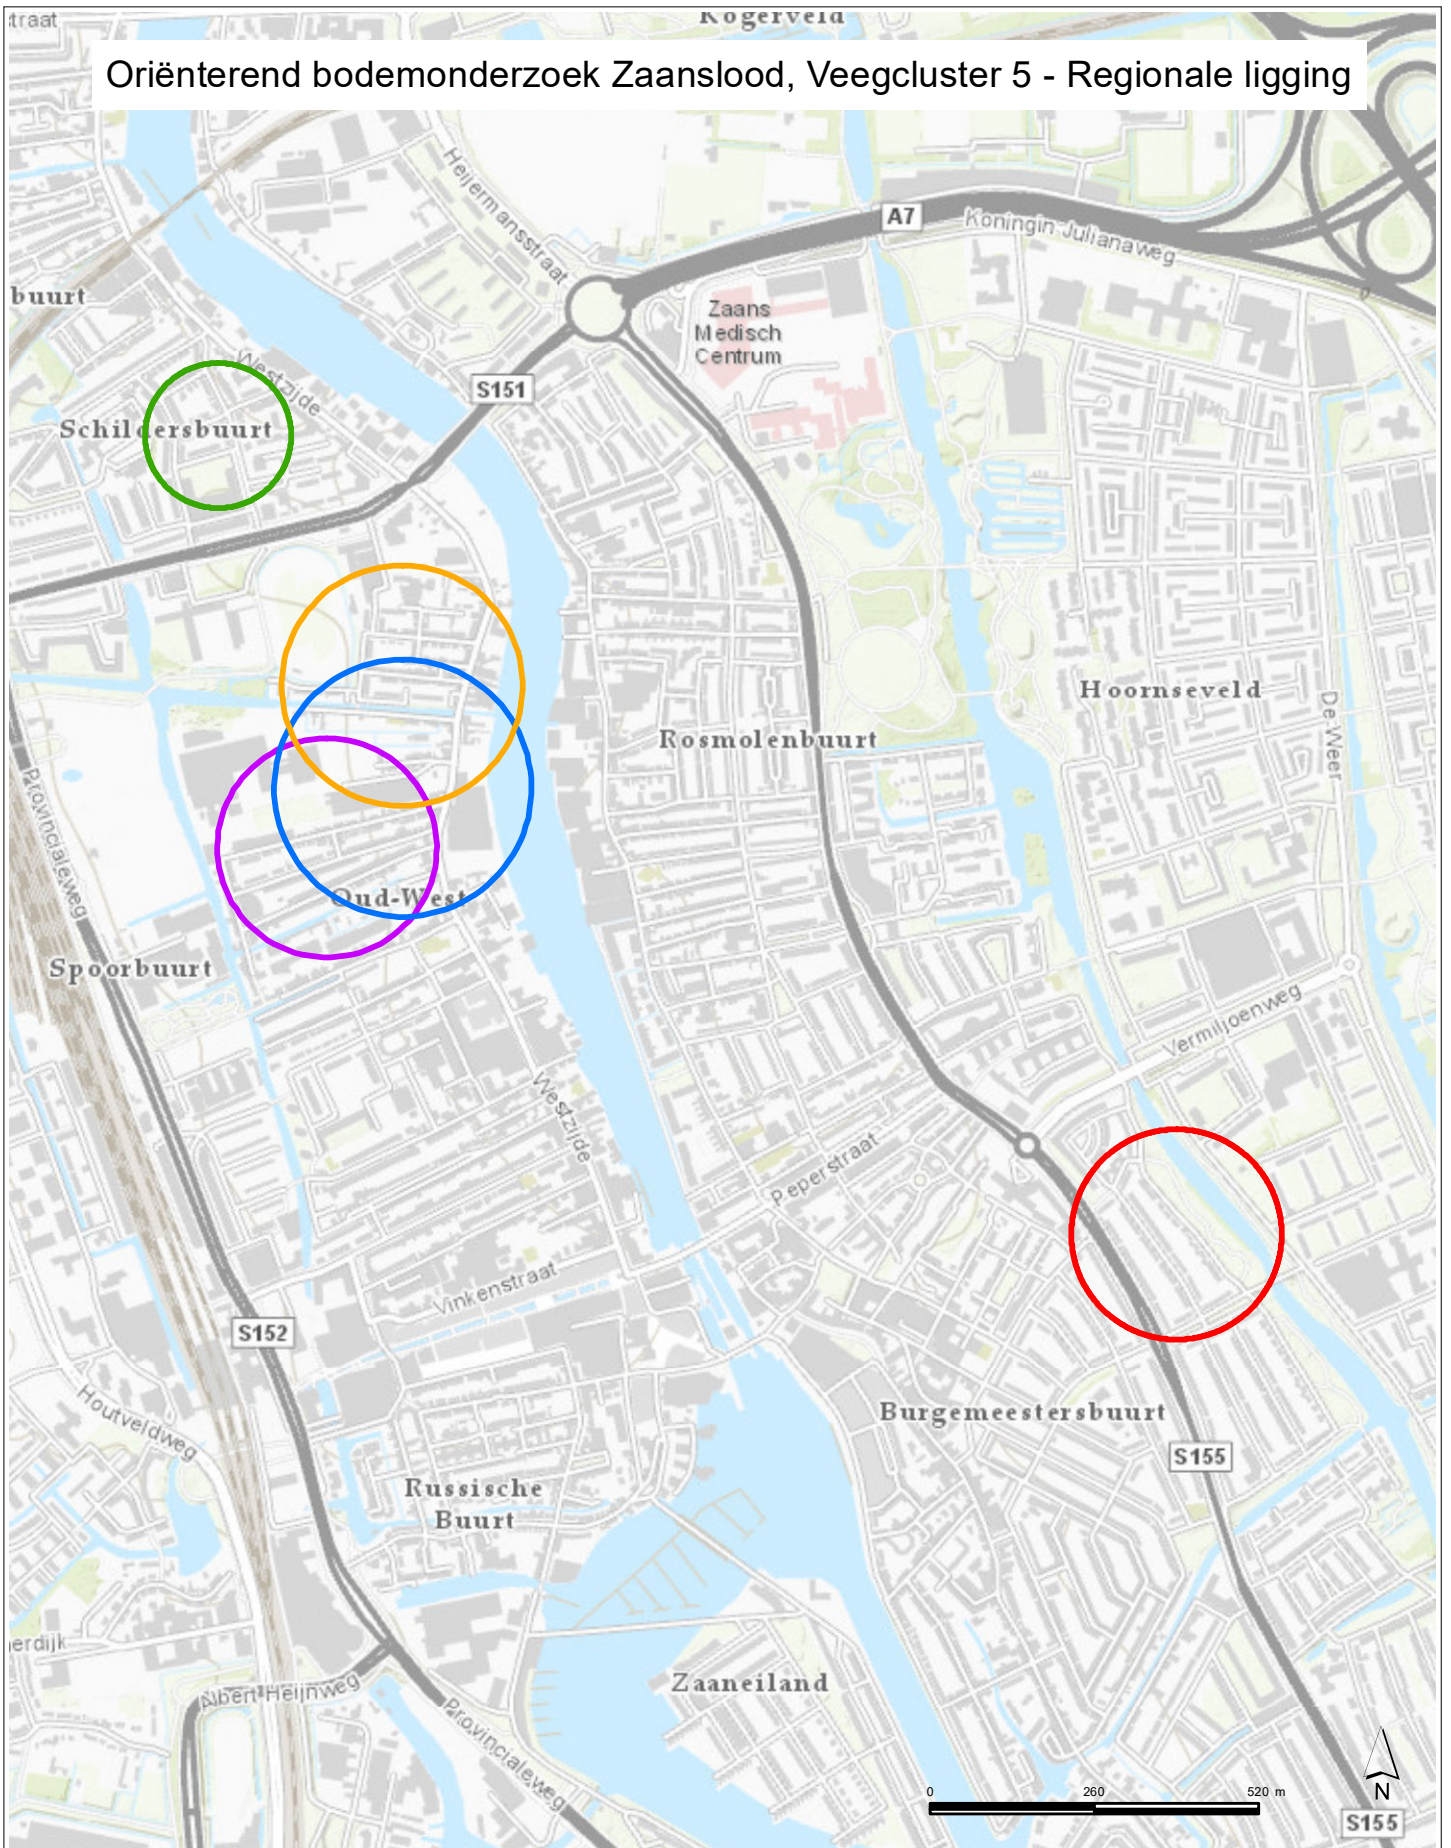 traat
Kogerveld
Oriënterend bodemonderzoek Zaanslood, Veegcluster 5 - Regionale ligging
Heijermansstraat
A7
Koningin Julianaweg
buurt
Zaans
Medisch
Centrum
Westzijde
S151
Schildersbuurt
Hoornseveld
De Weer
Rosmolenbuurt
Provincialeweg
Oud-West
Spoorbuurt
Vermiljoenweg
Westzijde
Peperstraat
Vinkenstraat
S152
Houtveldweg
Burgemeestersbuurt
S155
Russische
Buurt
erdijk
Zaaneiland
Albert Heijnweg
Provincialeweg
0 260 520 m
N
S155